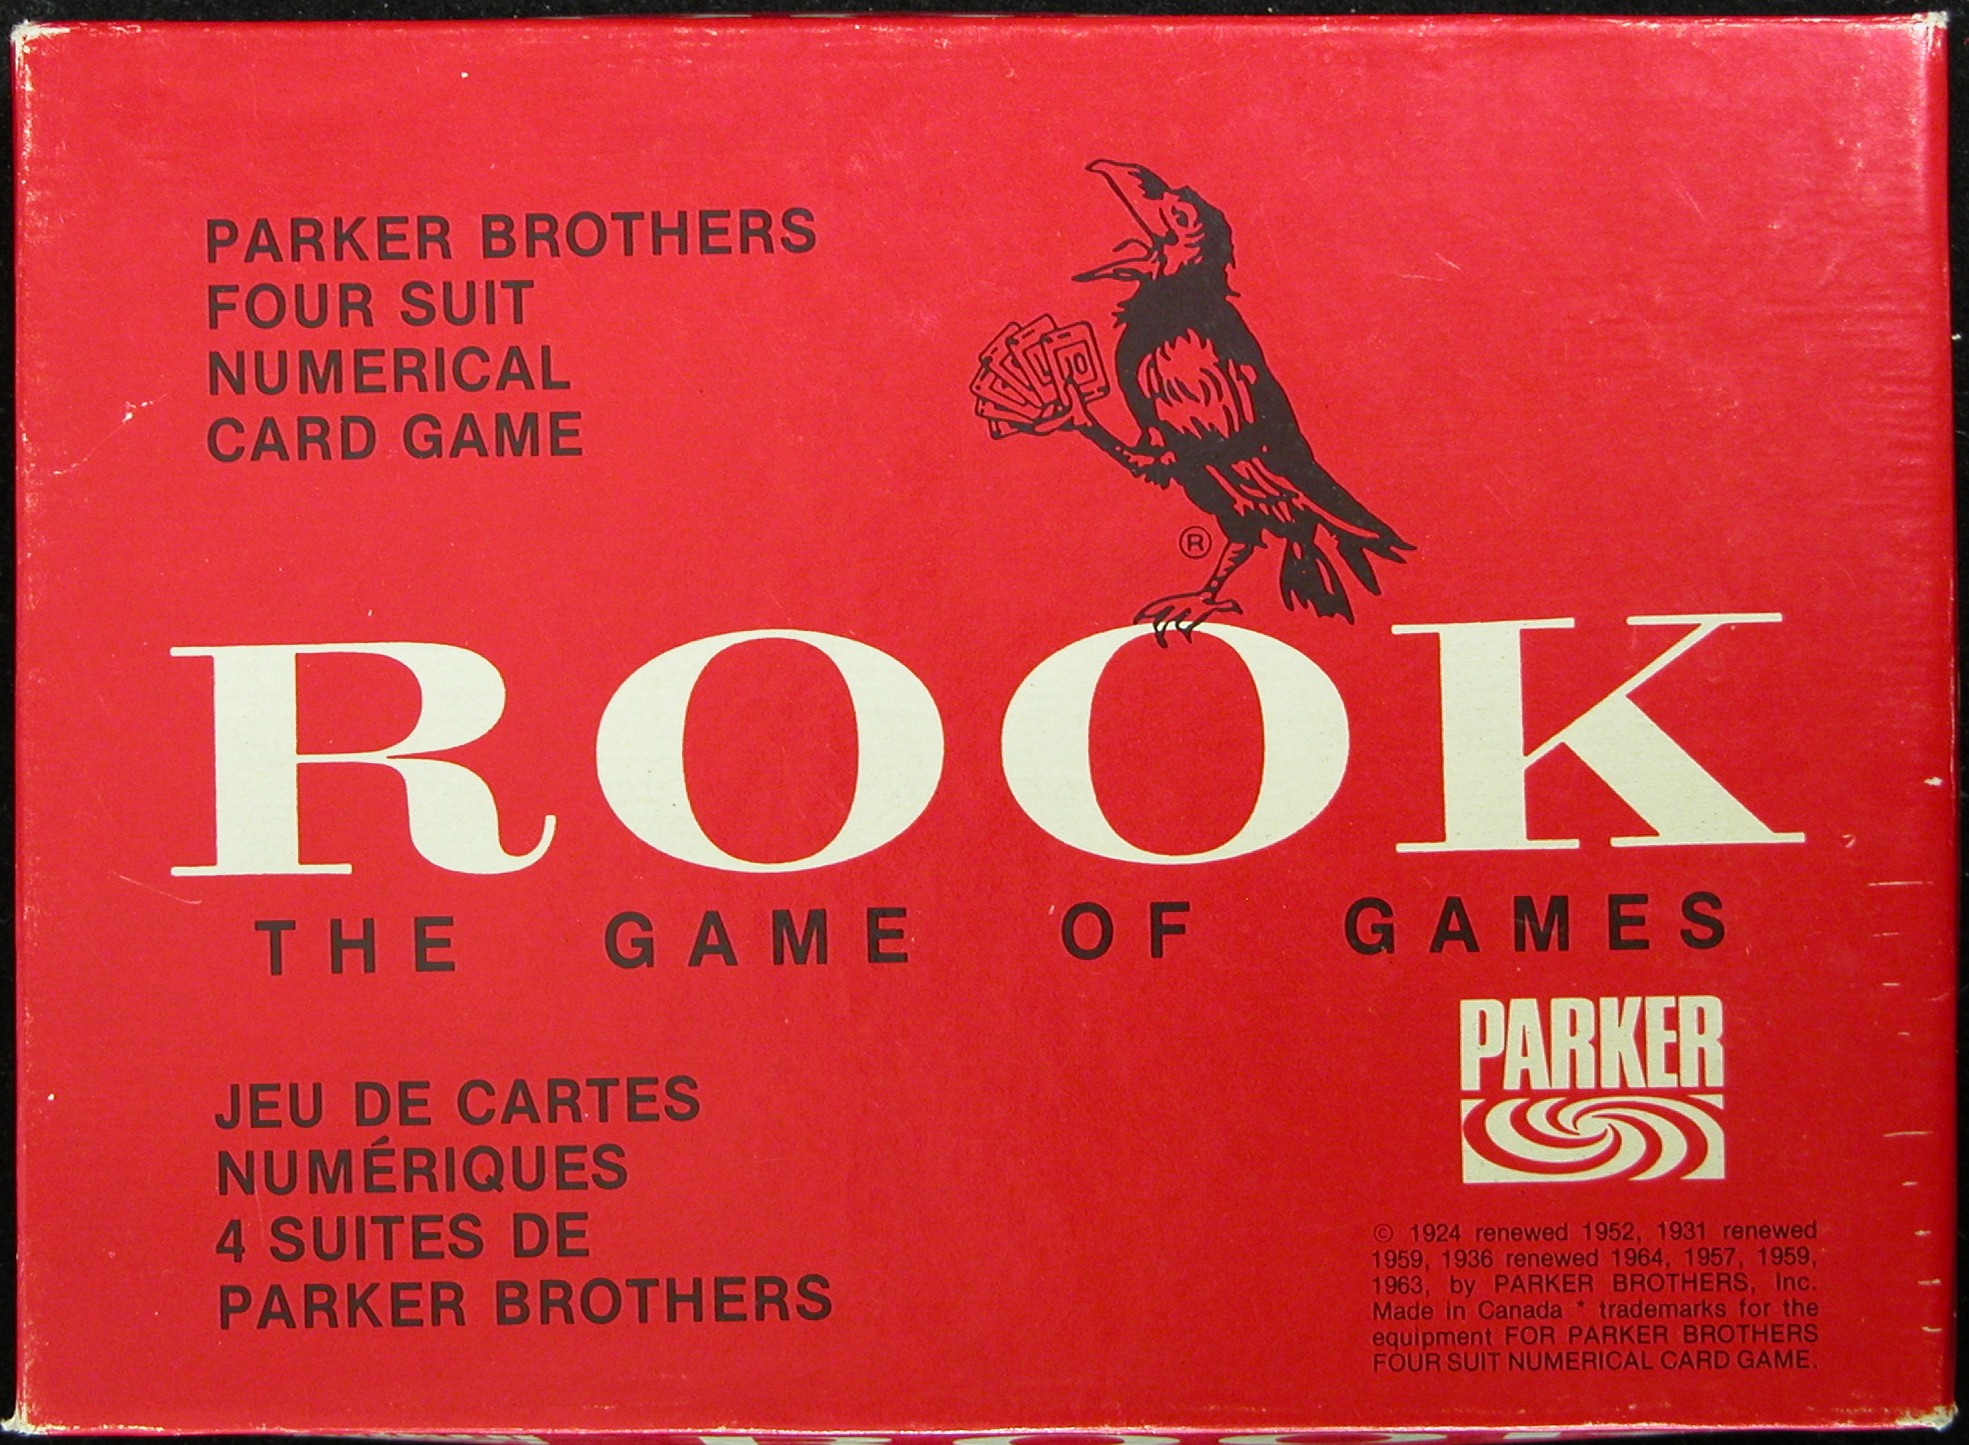 PARKER BROTHERS
FOUR SUIT
NUMERICAL
CARD GAME
®
ROOK
THE GAME OF GAMES
PARKER
JEU DE CARTES
NUMÉRIQUES
4 SUITES DE
PARKER BROTHERS
© 1924 renewed 1952, 1931 renewed
1959, 1936 renewed 1964, 1957, 1959,
1963, by PARKER BROTHERS, Inc.
Made in Canada * trademarks for the
equipment FOR PARKER BROTHERS
FOUR SUIT NUMERICAL CARD GAME.